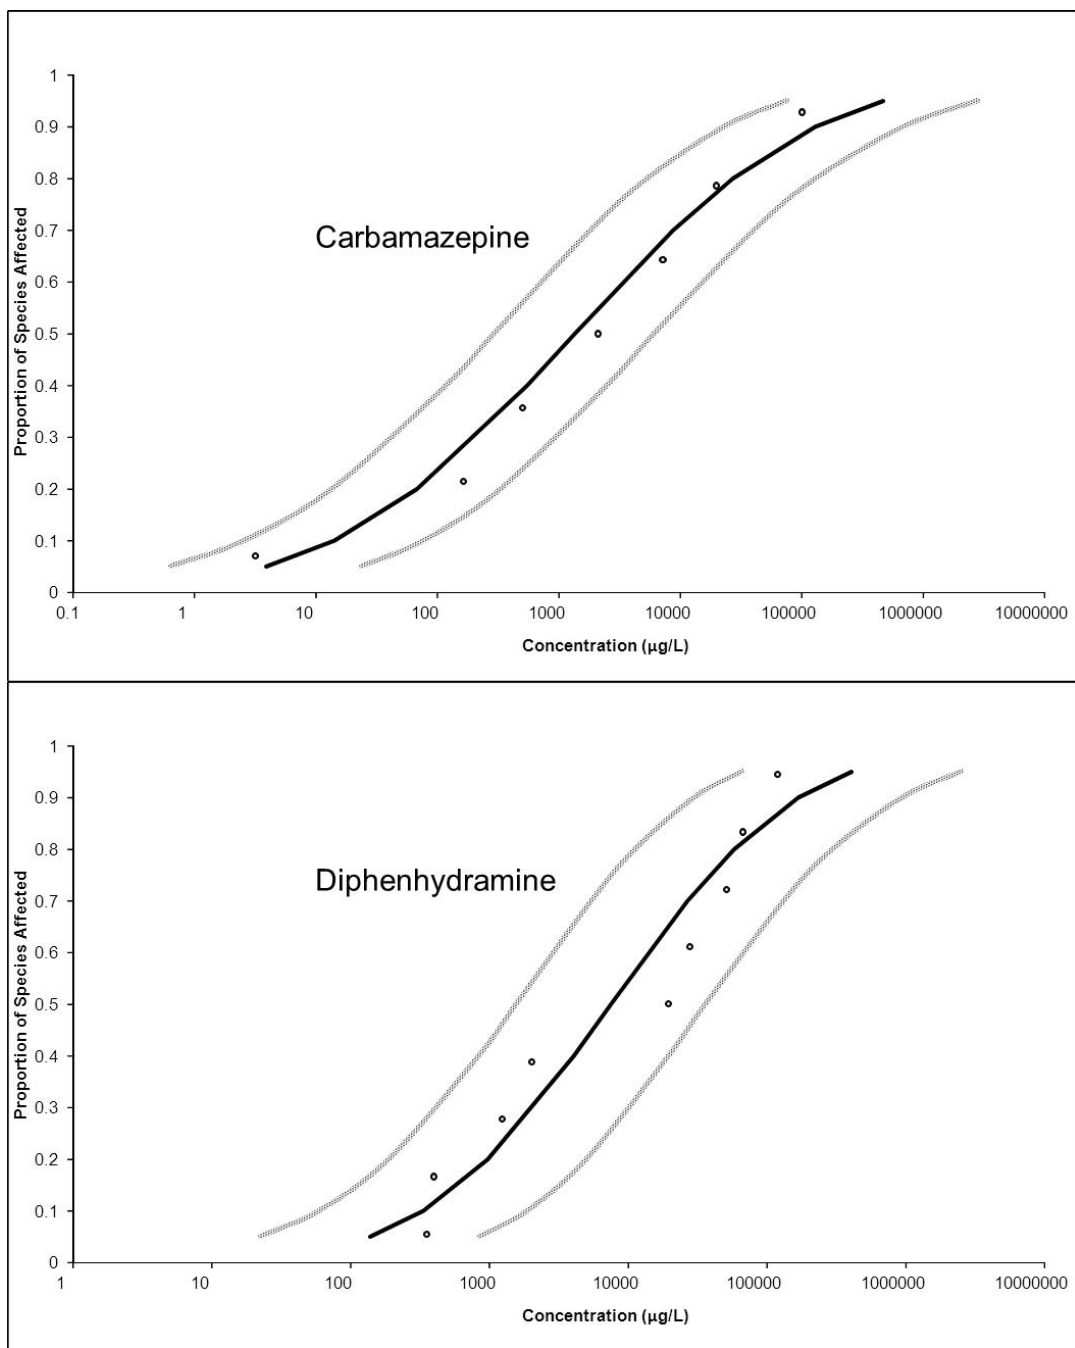 1
0.9
0.8
0.7
0.6
0.5
0.4
0.3
0.2
0.1
0
Proportion of Species Affected
Carbamazepine
0.1 1 10 100 1000 10000 100000 1000000 10000000
Concentration (µg/L)
1
0.9
0.8
0.7
0.6
0.5
0.4
0.3
0.2
0.1
0
Proportion of Species Affected
Diphenhydramine
1 10 100 1000 10000 100000 1000000 10000000
Concentration (µg/L)